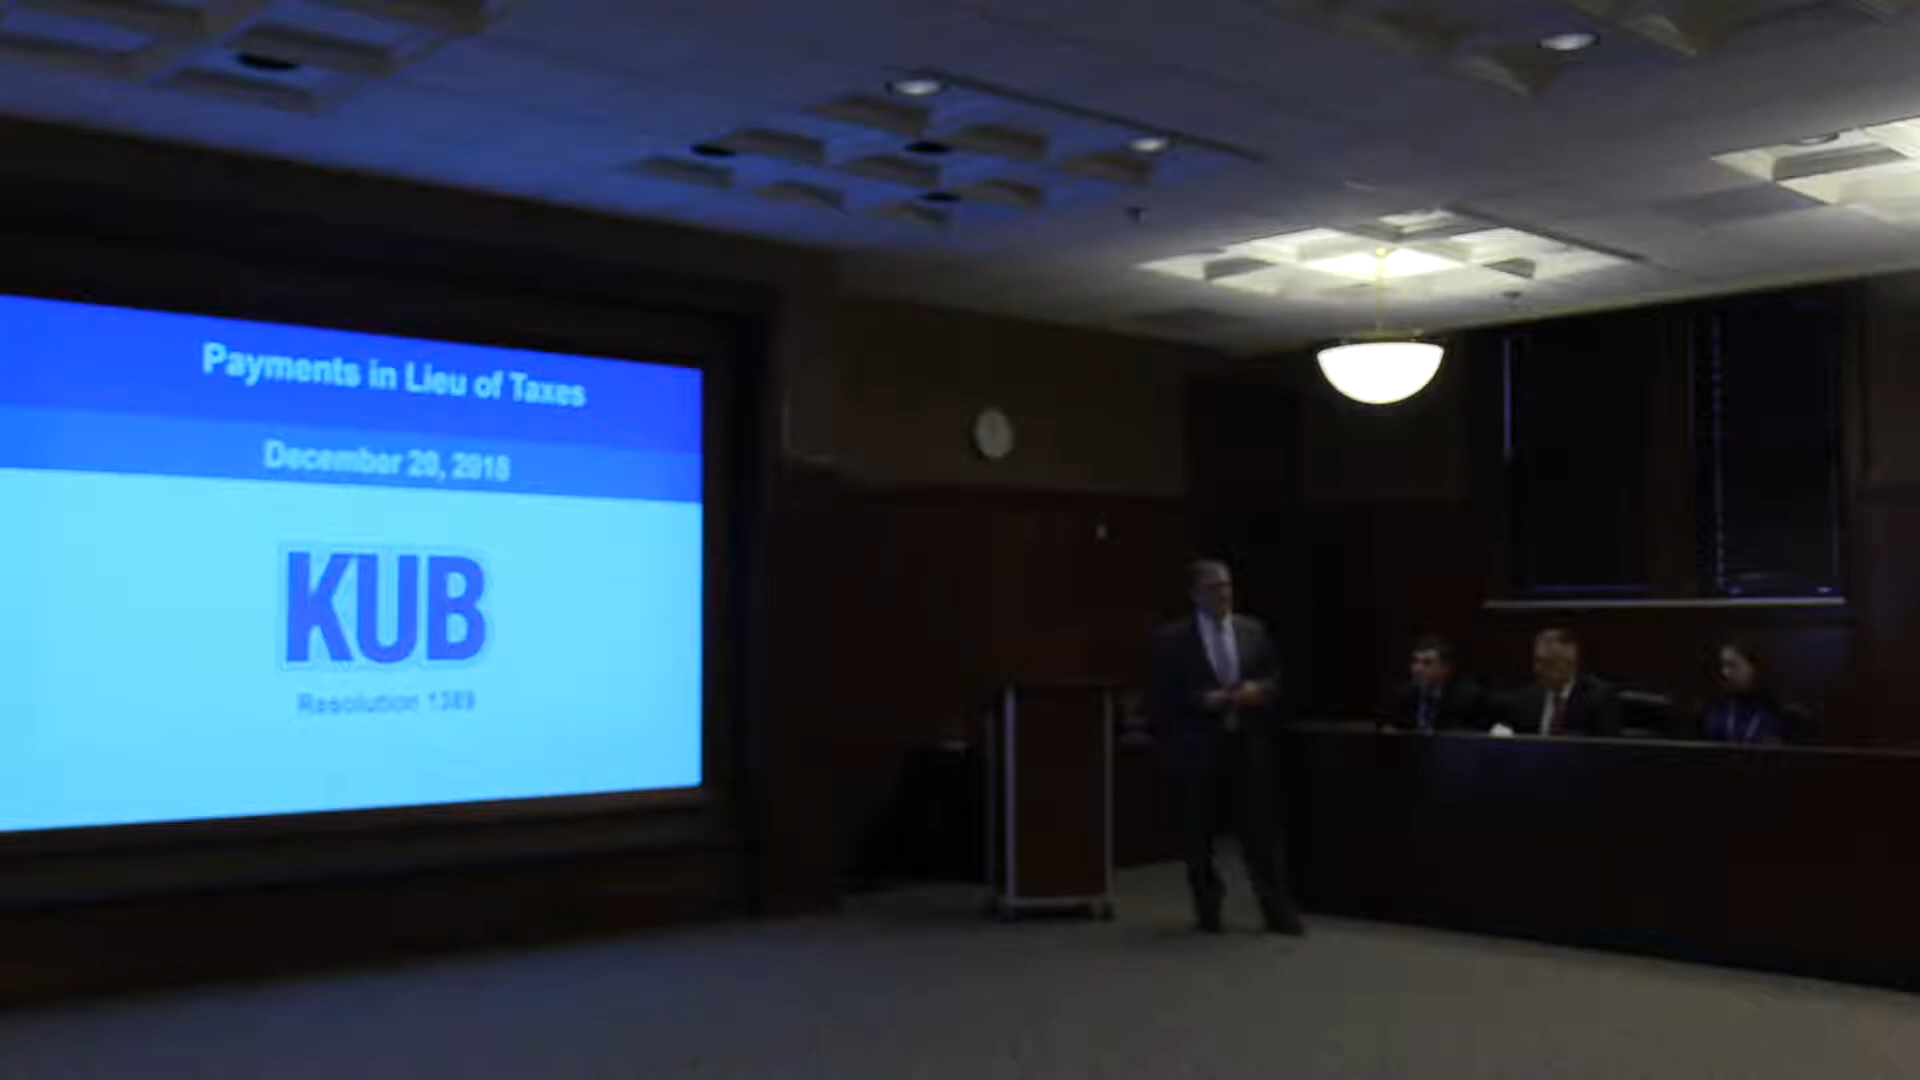 Payments in Lieu of Taxes
December 20, 2018
KUB
Resolution 1389